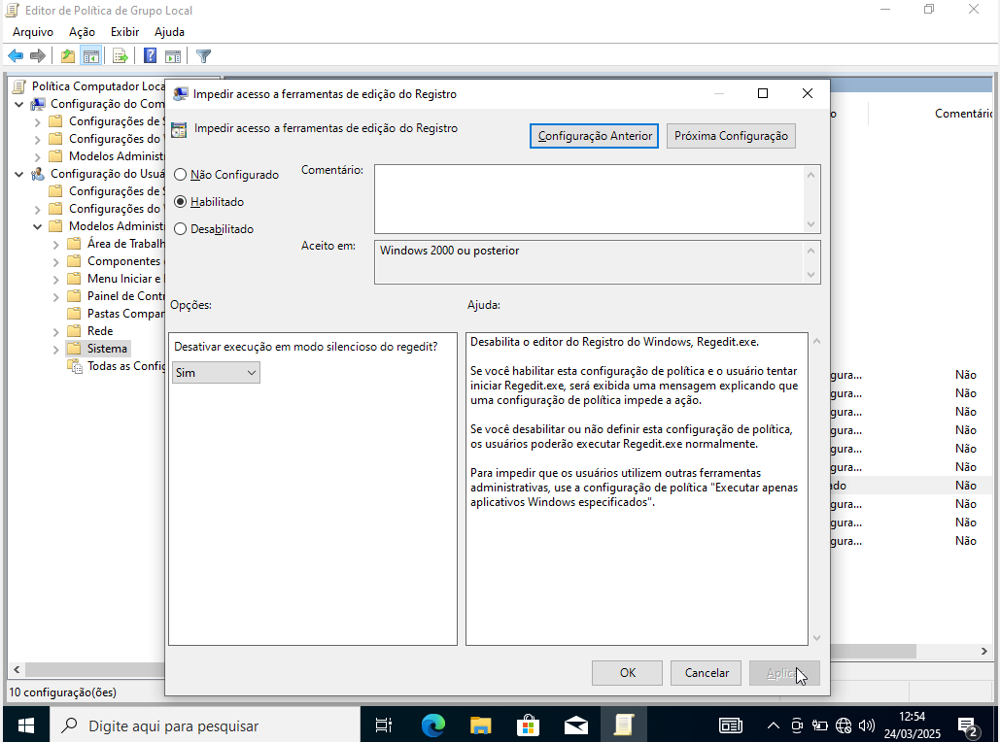 Editor de Política de Grupo Local
Arquivo Ação Exibir Ajuda
Política Computador Loca
Configuração do Com
Configurações de S
Configurações do
Modelos Administ
Configuração do Usuá
Configurações de S
Configurações do
Modelos Administ
Área de Trabalh
Componentes
Menu Iniciar e
Painel de Cont
Pastas Compar
Rede
Sistema
Todas as Config
10 configuração(ões)
Impedir acesso a ferramentas de edição do Registro
Impedir acesso a ferramentas de edição do Registro
Configuração Anterior
Próxima Configuração
Não Configurado
Habilitado
Desabilitado
Comentário:
Aceito em:
Windows 2000 ou posterior
Opções:
Ajuda:
Desativar execução em modo silencioso do regedit?
Sim
Desabilita o editor do Registro do Windows, Regedit.exe.
Se você habilitar esta configuração de política e o usuário tentar
iniciar Regedit.exe, será exibida uma mensagem explicando que
uma configuração de política impede a ação.
Se você desabilitar ou não definir esta configuração de política,
os usuários poderão executar Regedit.exe normalmente.
Para impedir que os usuários utilizem outras ferramentas
administrativas, use a configuração de política "Executar apenas
aplicativos Windows especificados".
OK
Cancelar
Aplic
o
Comentário
gura... Não
gura... Não
gura... Não
gura... Não
gura... Não
gura... Não
do Não
gura... Não
gura... Não
gura... Não
Digite aqui para pesquisar
12:54
24/03/2025
2